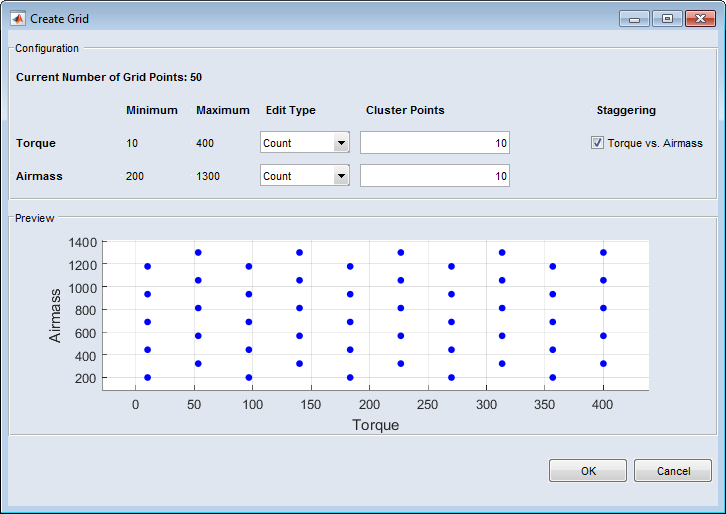 Create Grid
Configuration
Current Number of Grid Points: 50
Minimum Maximum Edit Type Cluster Points Staggering
Torque 10 400 Count 10 Torque vs. Airmass
Airmass 200 1300 Count 10
Preview
1400
1200
1000
800
600
400
200
Airmass
0 50 100 150 200 250 300 350 400
Torque
OK Cancel